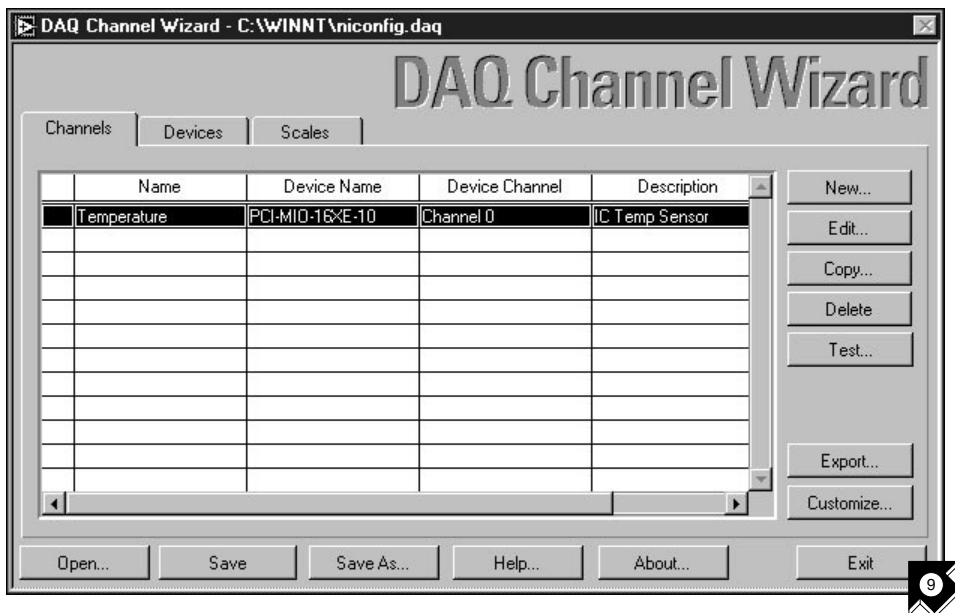 DAQ Channel Wizard - C:\WINNT\niconfig.daq
DAQ Channel Wizard
Channels Devices Scales
Name Device Name Device Channel Description
Temperature PCI-MIO-16XE-10 Channel 0 IC Temp Sensor
New...
Edit...
Copy...
Delete
Test...
Export...
Customize...
Open... Save Save As... Help... About... Exit
9